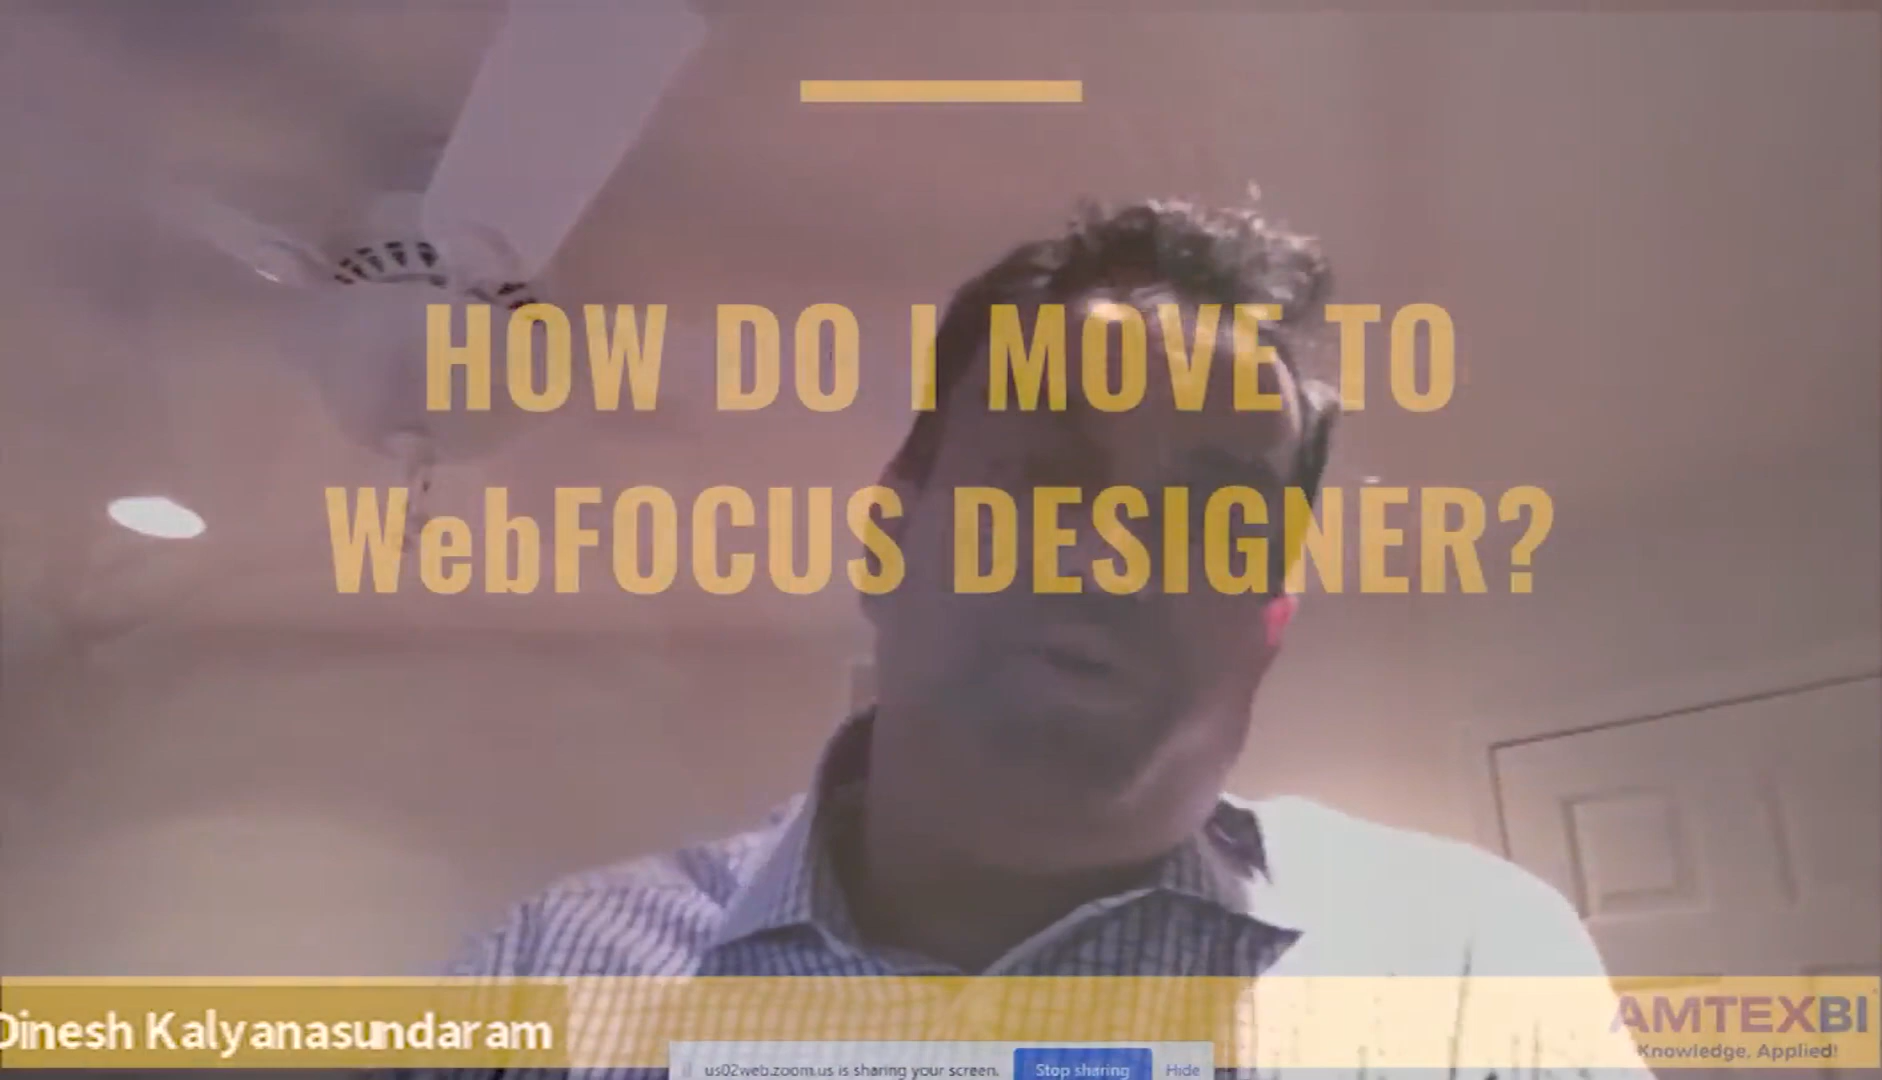 HOW DO I MOVE TO
WebFOCUS DESIGNER?
Dinesh Kalyanasundaram
AMTEXBI
Knowledge. Applied!
us02web.zoom.us is sharing your screen.
Stop sharing
Hide